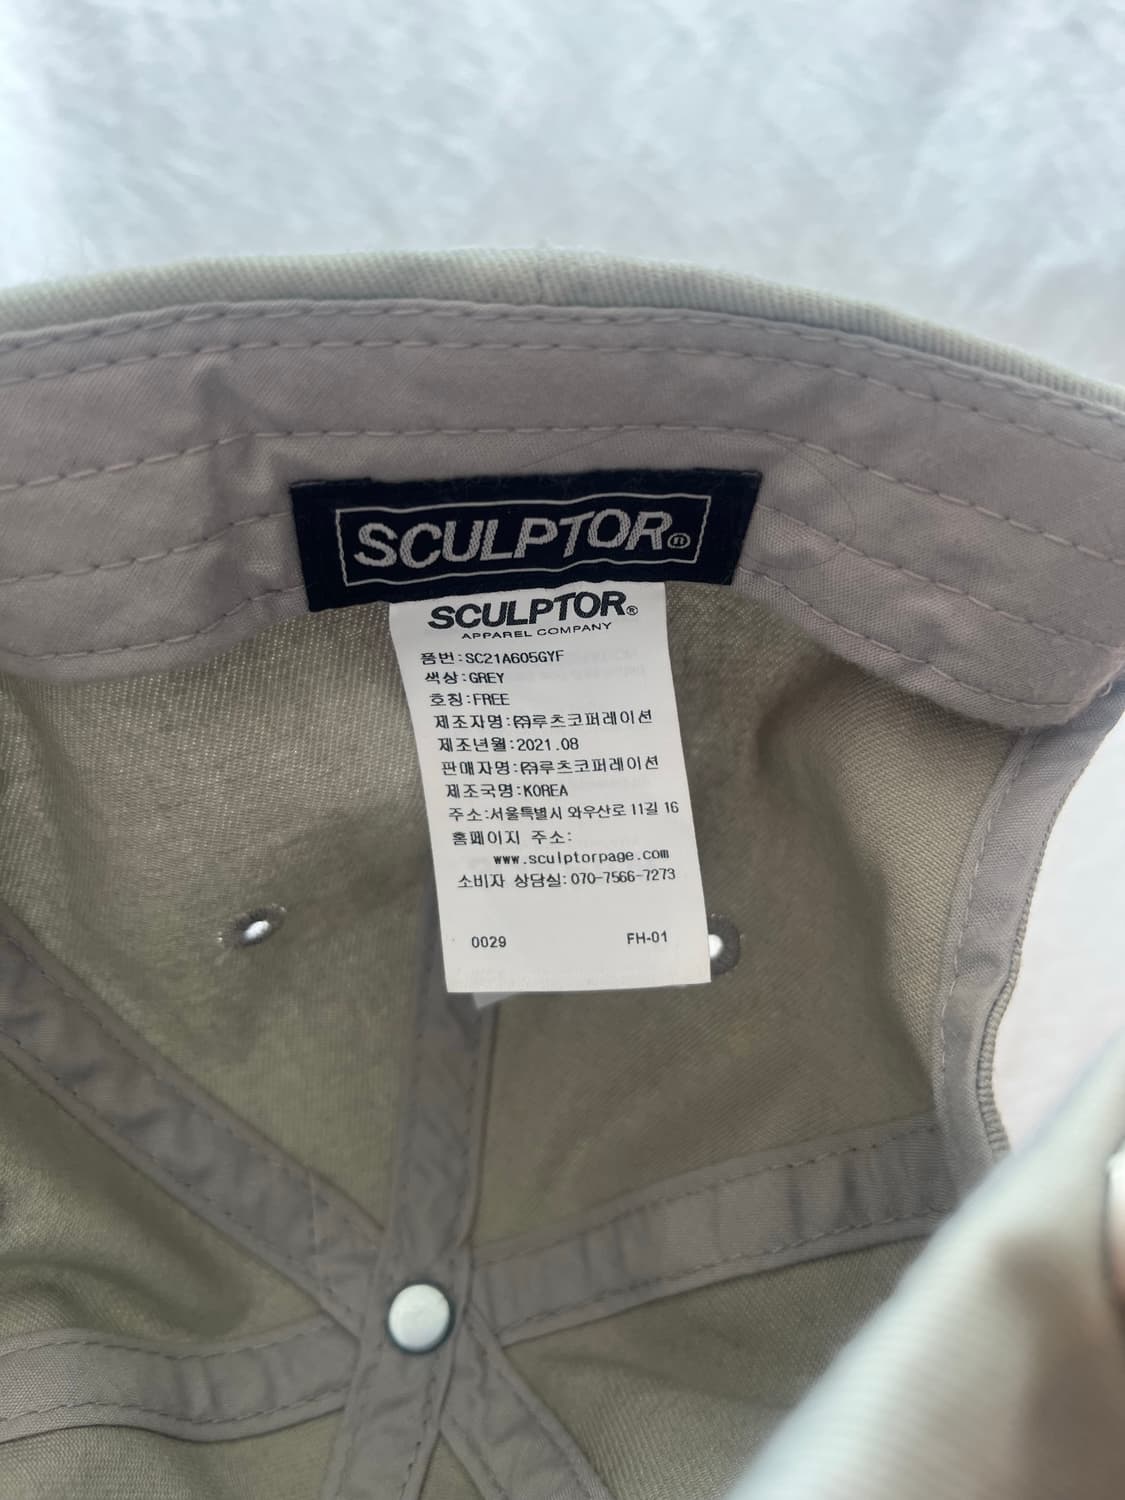 SCULPTOR®
SCULPTOR®
APPAREL COMPANY
품번:SC21A605GYF
색상:GREY
호칭:FREE
제조자명:㈜루츠코퍼레이션
제조년월:2021.08
판매자명:㈜루츠코퍼레이션
제조국명:KOREA
주소:서울특별시 와우산로 11길 16
홈페이지 주소:
www.sculptorpage.com
소비자 상담실:070-7566-7273
0029 FH-01